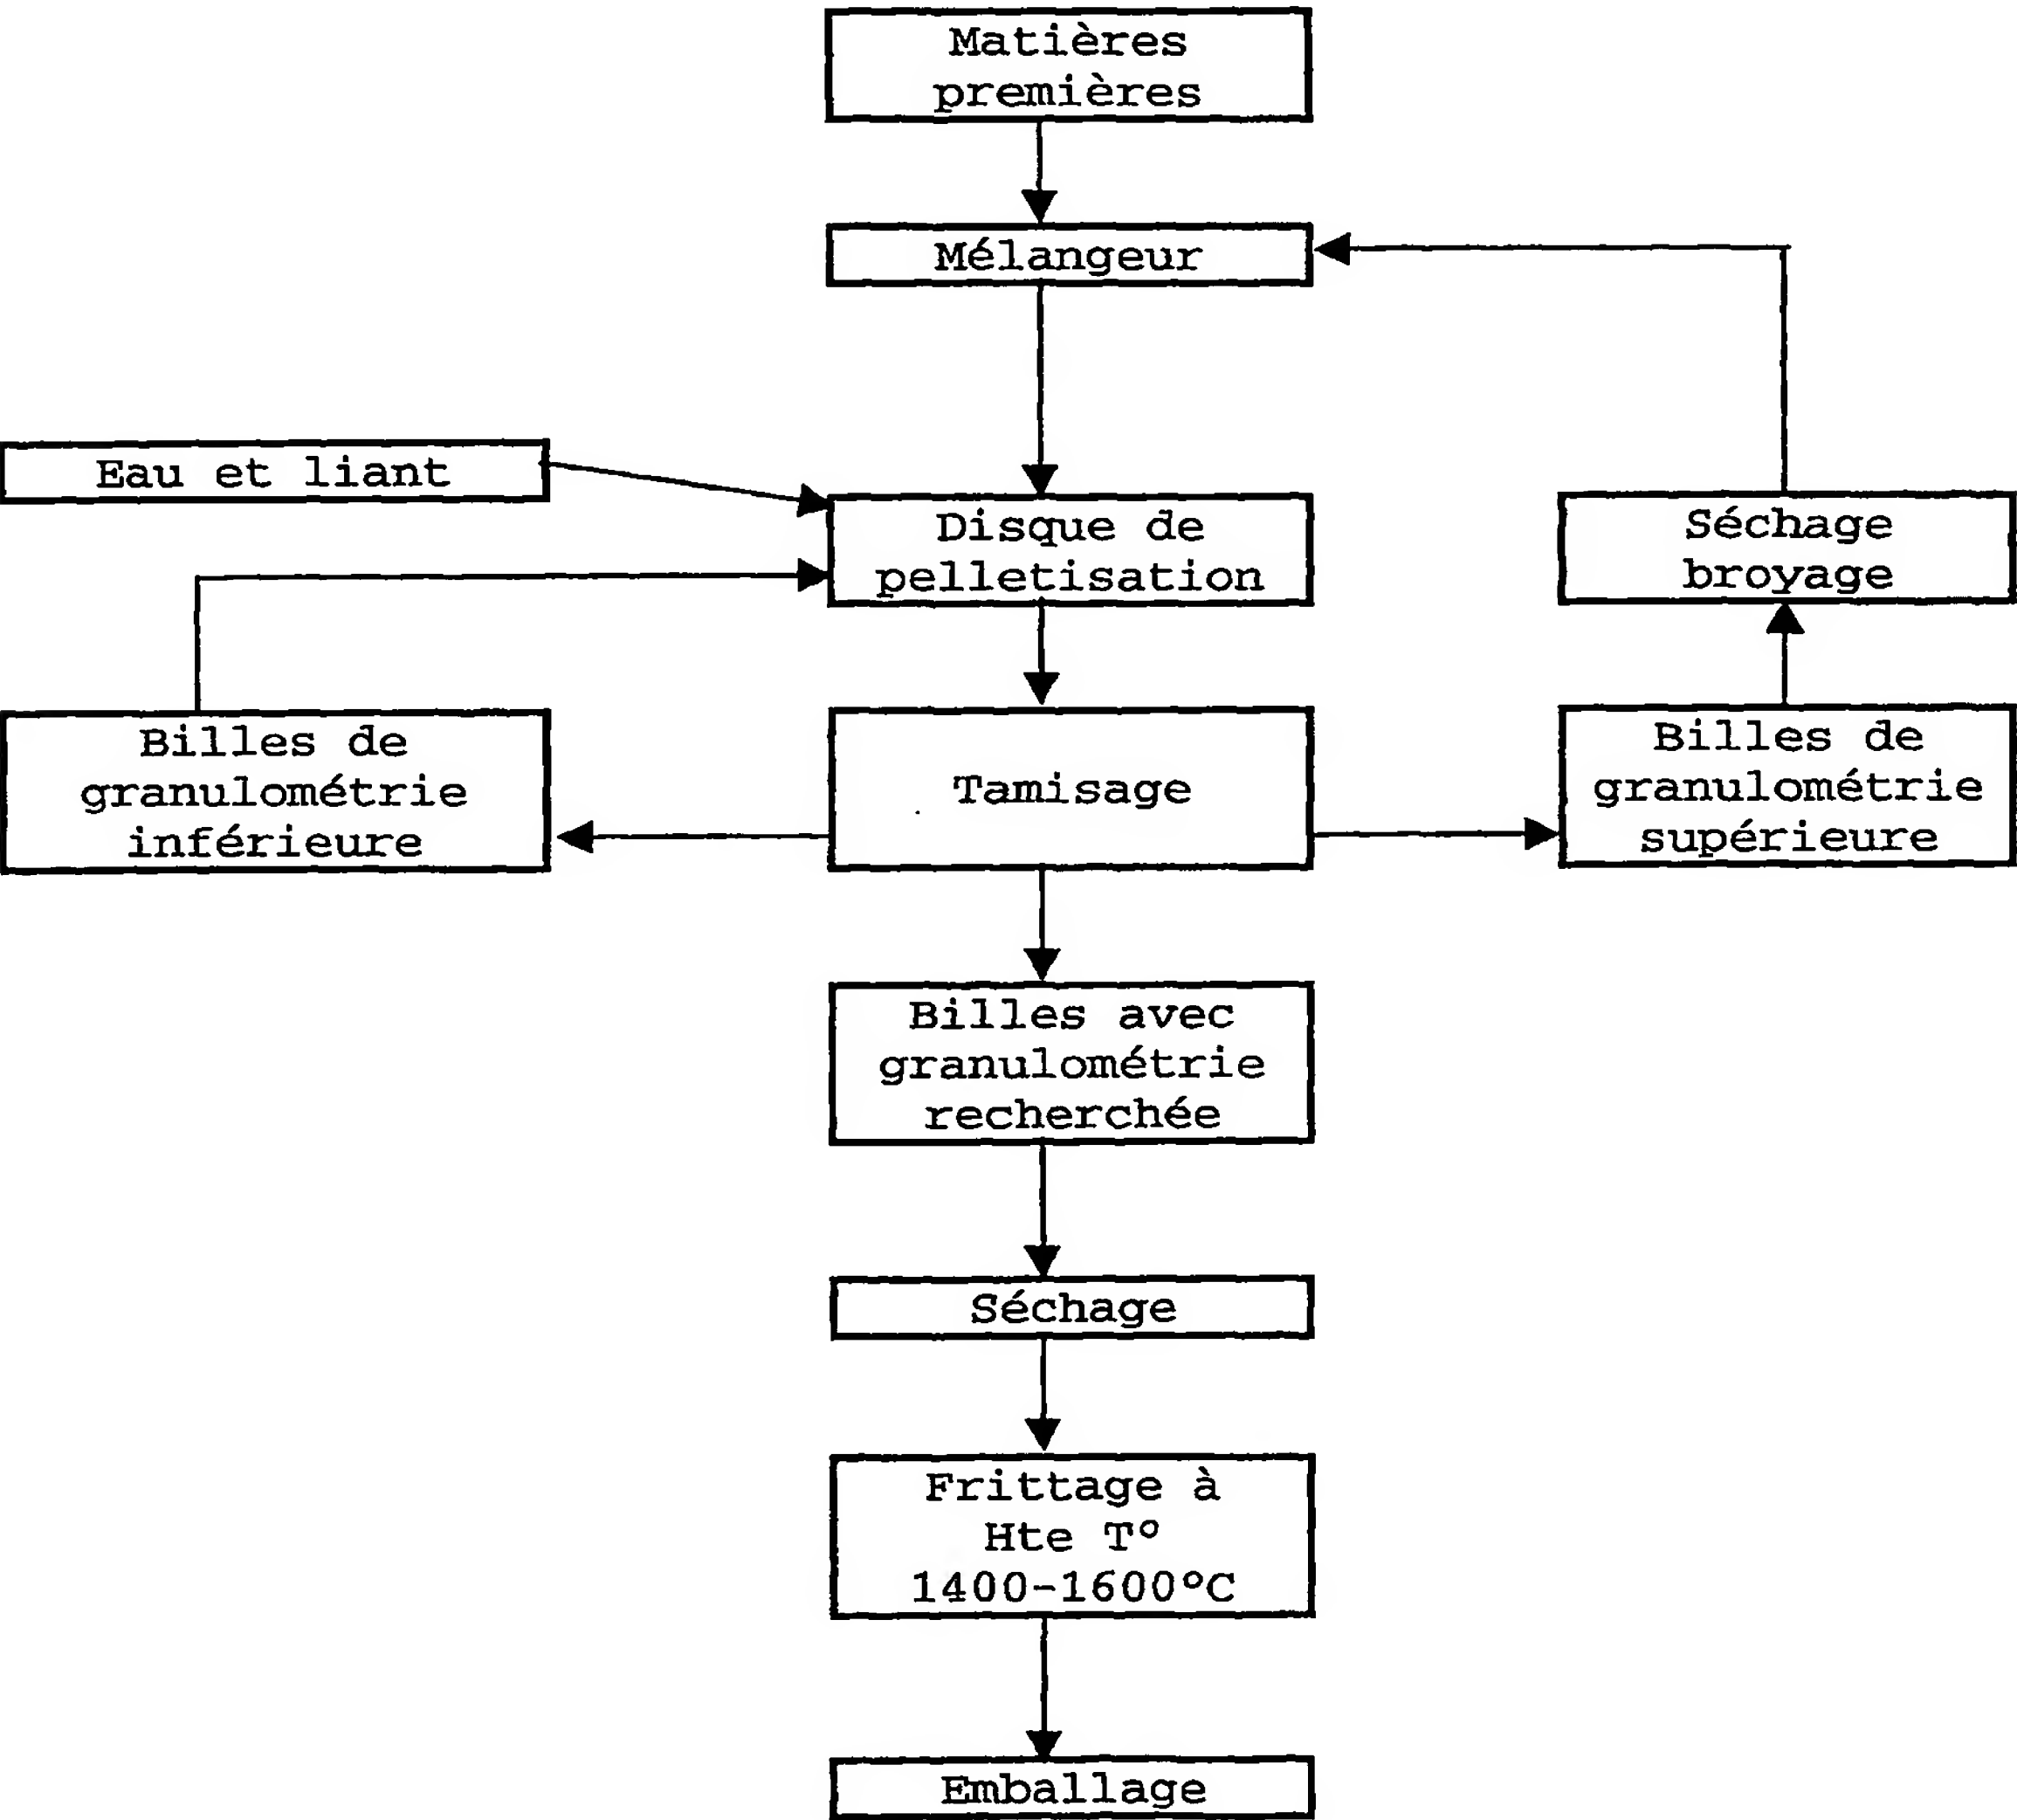 Matières
premières
Mélangeur
Eau et liant
Disque de
pelletisation
Séchage
broyage
Billes de
granulométrie
inférieure
Tamisage
Billes de
granulométrie
supérieure
Billes avec
granulométrie
recherchée
Séchage
Frittage à
Hte T°
1400-1600°C
Emballage